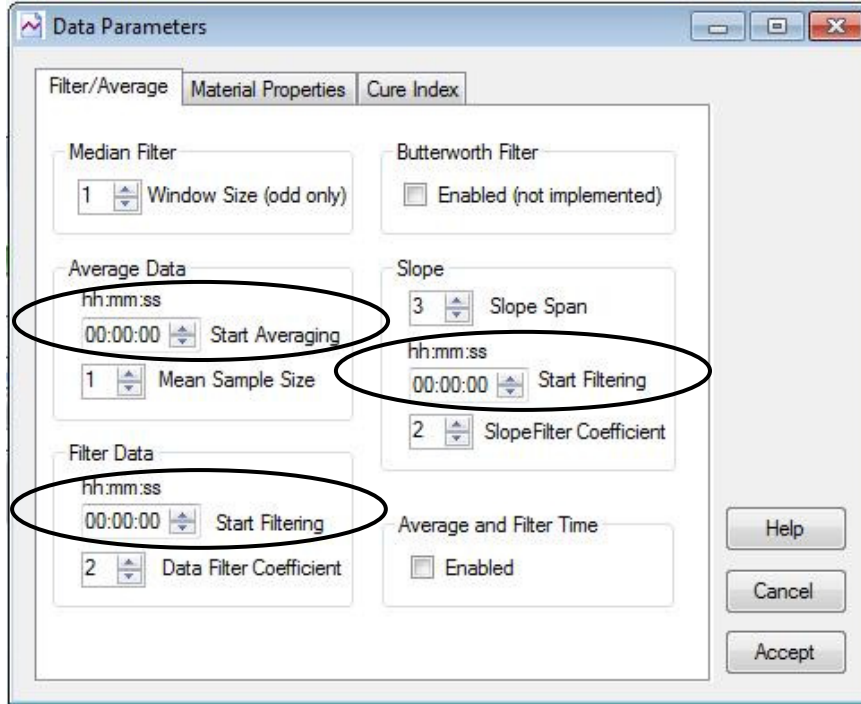 Data Parameters
Filter/Average Material Properties Cure Index
Median Filter
1 Window Size (odd only)
Butterworth Filter
Enabled (not implemented)
Average Data
hh:mm:ss
00:00:00 Start Averaging
1 Mean Sample Size
Slope
3 Slope Span
hh:mm:ss
00:00:00 Start Filtering
2 SlopeFilter Coefficient
Filter Data
hh:mm:ss
00:00:00 Start Filtering
2 Data Filter Coefficient
Average and Filter Time
Enabled
Help
Cancel
Accept